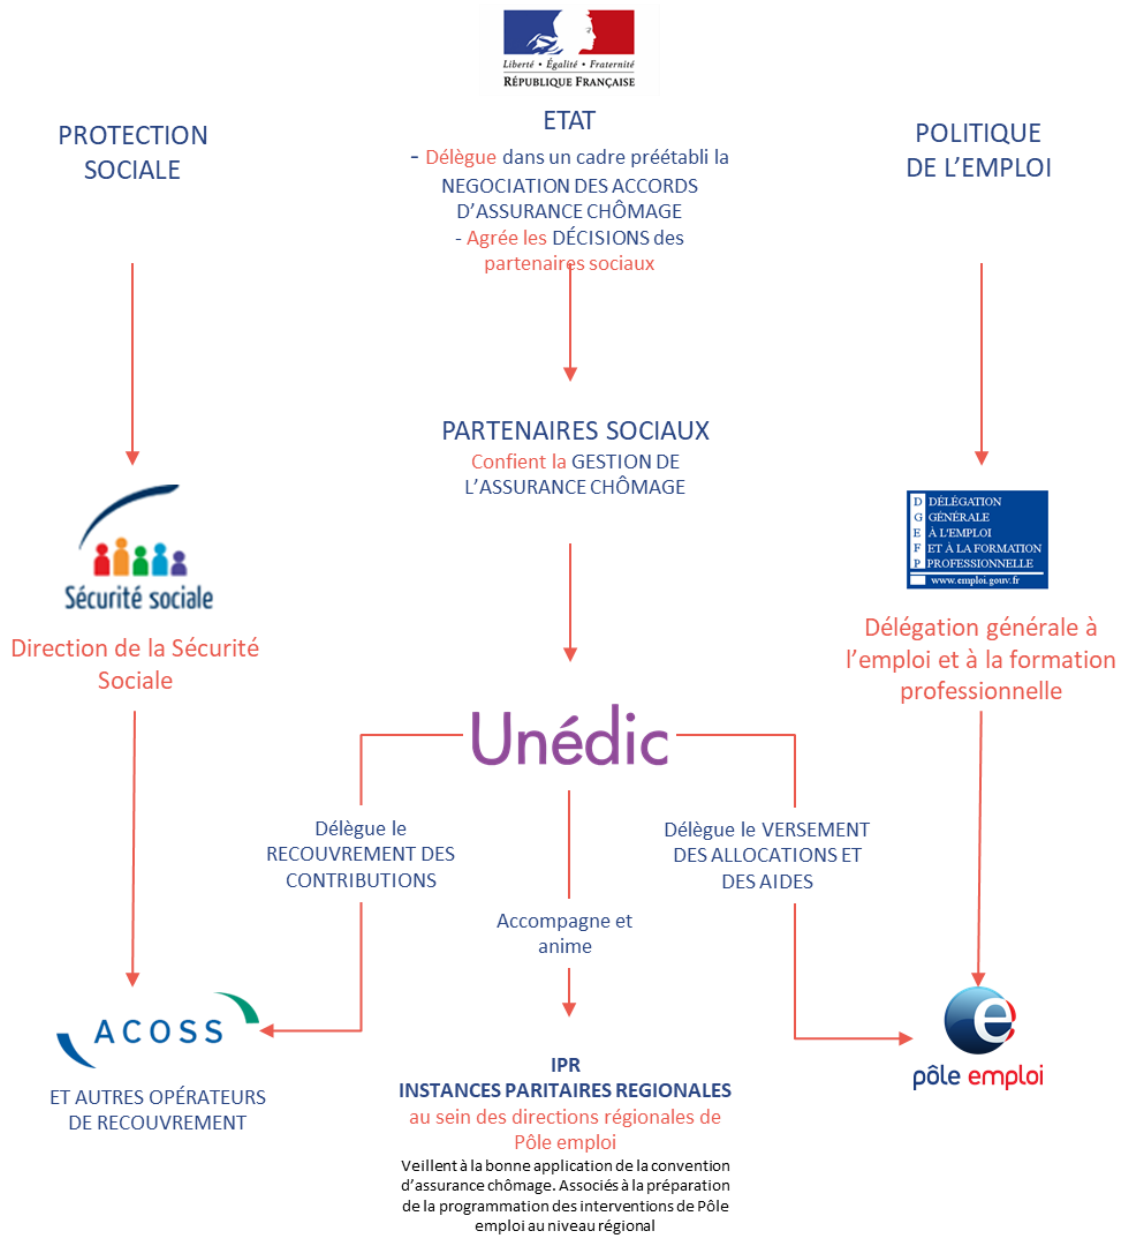 Liberté • Égalité • Fraternité
RÉPUBLIQUE FRANÇAISE
PROTECTION
SOCIALE
ETAT
- Délègue dans un cadre préétabli la
NEGOCIATION DES ACCORDS
D'ASSURANCE CHÔMAGE
- Agrée les DÉCISIONS des
partenaires sociaux
POLITIQUE
DE L'EMPLOI
PARTENAIRES SOCIAUX
Confient la GESTION DE
L'ASSURANCE CHÔMAGE
Sécurité sociale
Direction de la Sécurité
Sociale
D DÉLÉGATION
G GÉNÉRALE
E À L'EMPLOI
F ET À LA FORMATION
P PROFESSIONNELLE
www.emploi.gouv.fr
Délégation générale à
l'emploi et à la formation
professionnelle
Unédic
Délègue le
RECOUVREMENT DES
CONTRIBUTIONS
Accompagne et
anime
Délègue le VERSEMENT
DES ALLOCATIONS ET
DES AIDES
ACOSS
ET AUTRES OPÉRATEURS
DE RECOUVREMENT
IPR
INSTANCES PARITAIRES REGIONALES
au sein des directions régionales de
Pôle emploi
Veillent à la bonne application de la convention
d'assurance chômage. Associés à la préparation
de la programmation des interventions de Pôle
emploi au niveau régional
e
pôle emploi